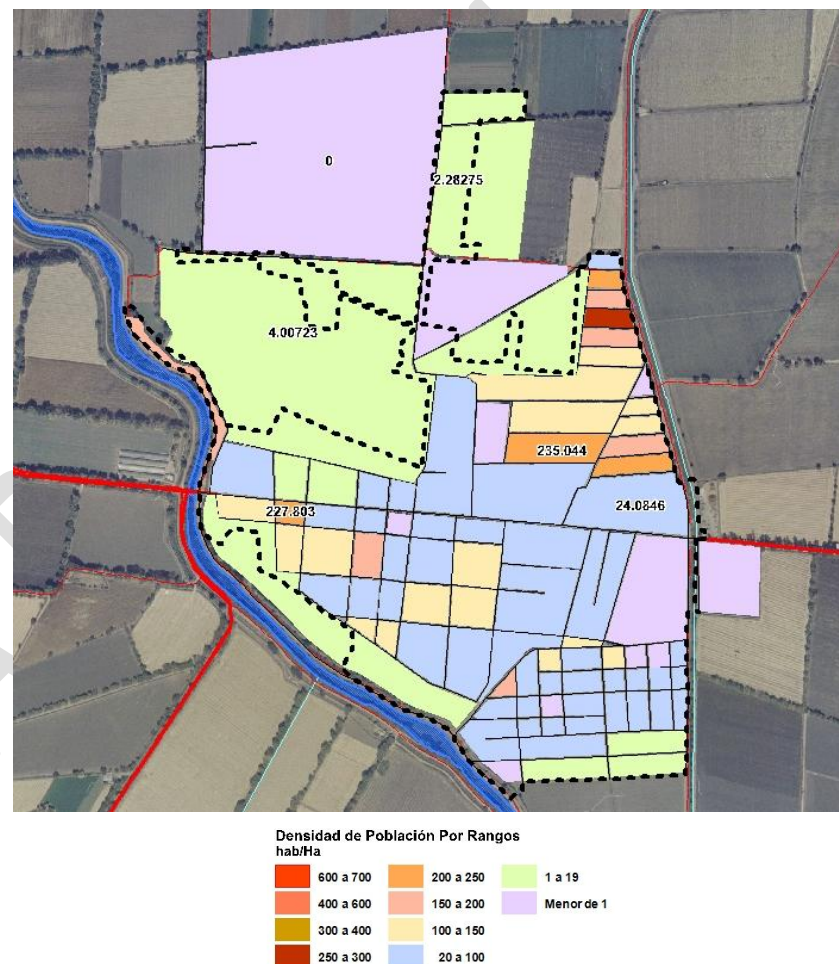 0
2.28275
4.00723
235.044
227.803
24.0846
Densidad de Población Por Rangos
hab/Ha
600 a 700
200 a 250
1 a 19
400 a 600
150 a 200
Menor de 1
300 a 400
100 a 150
250 a 300
20 a 100